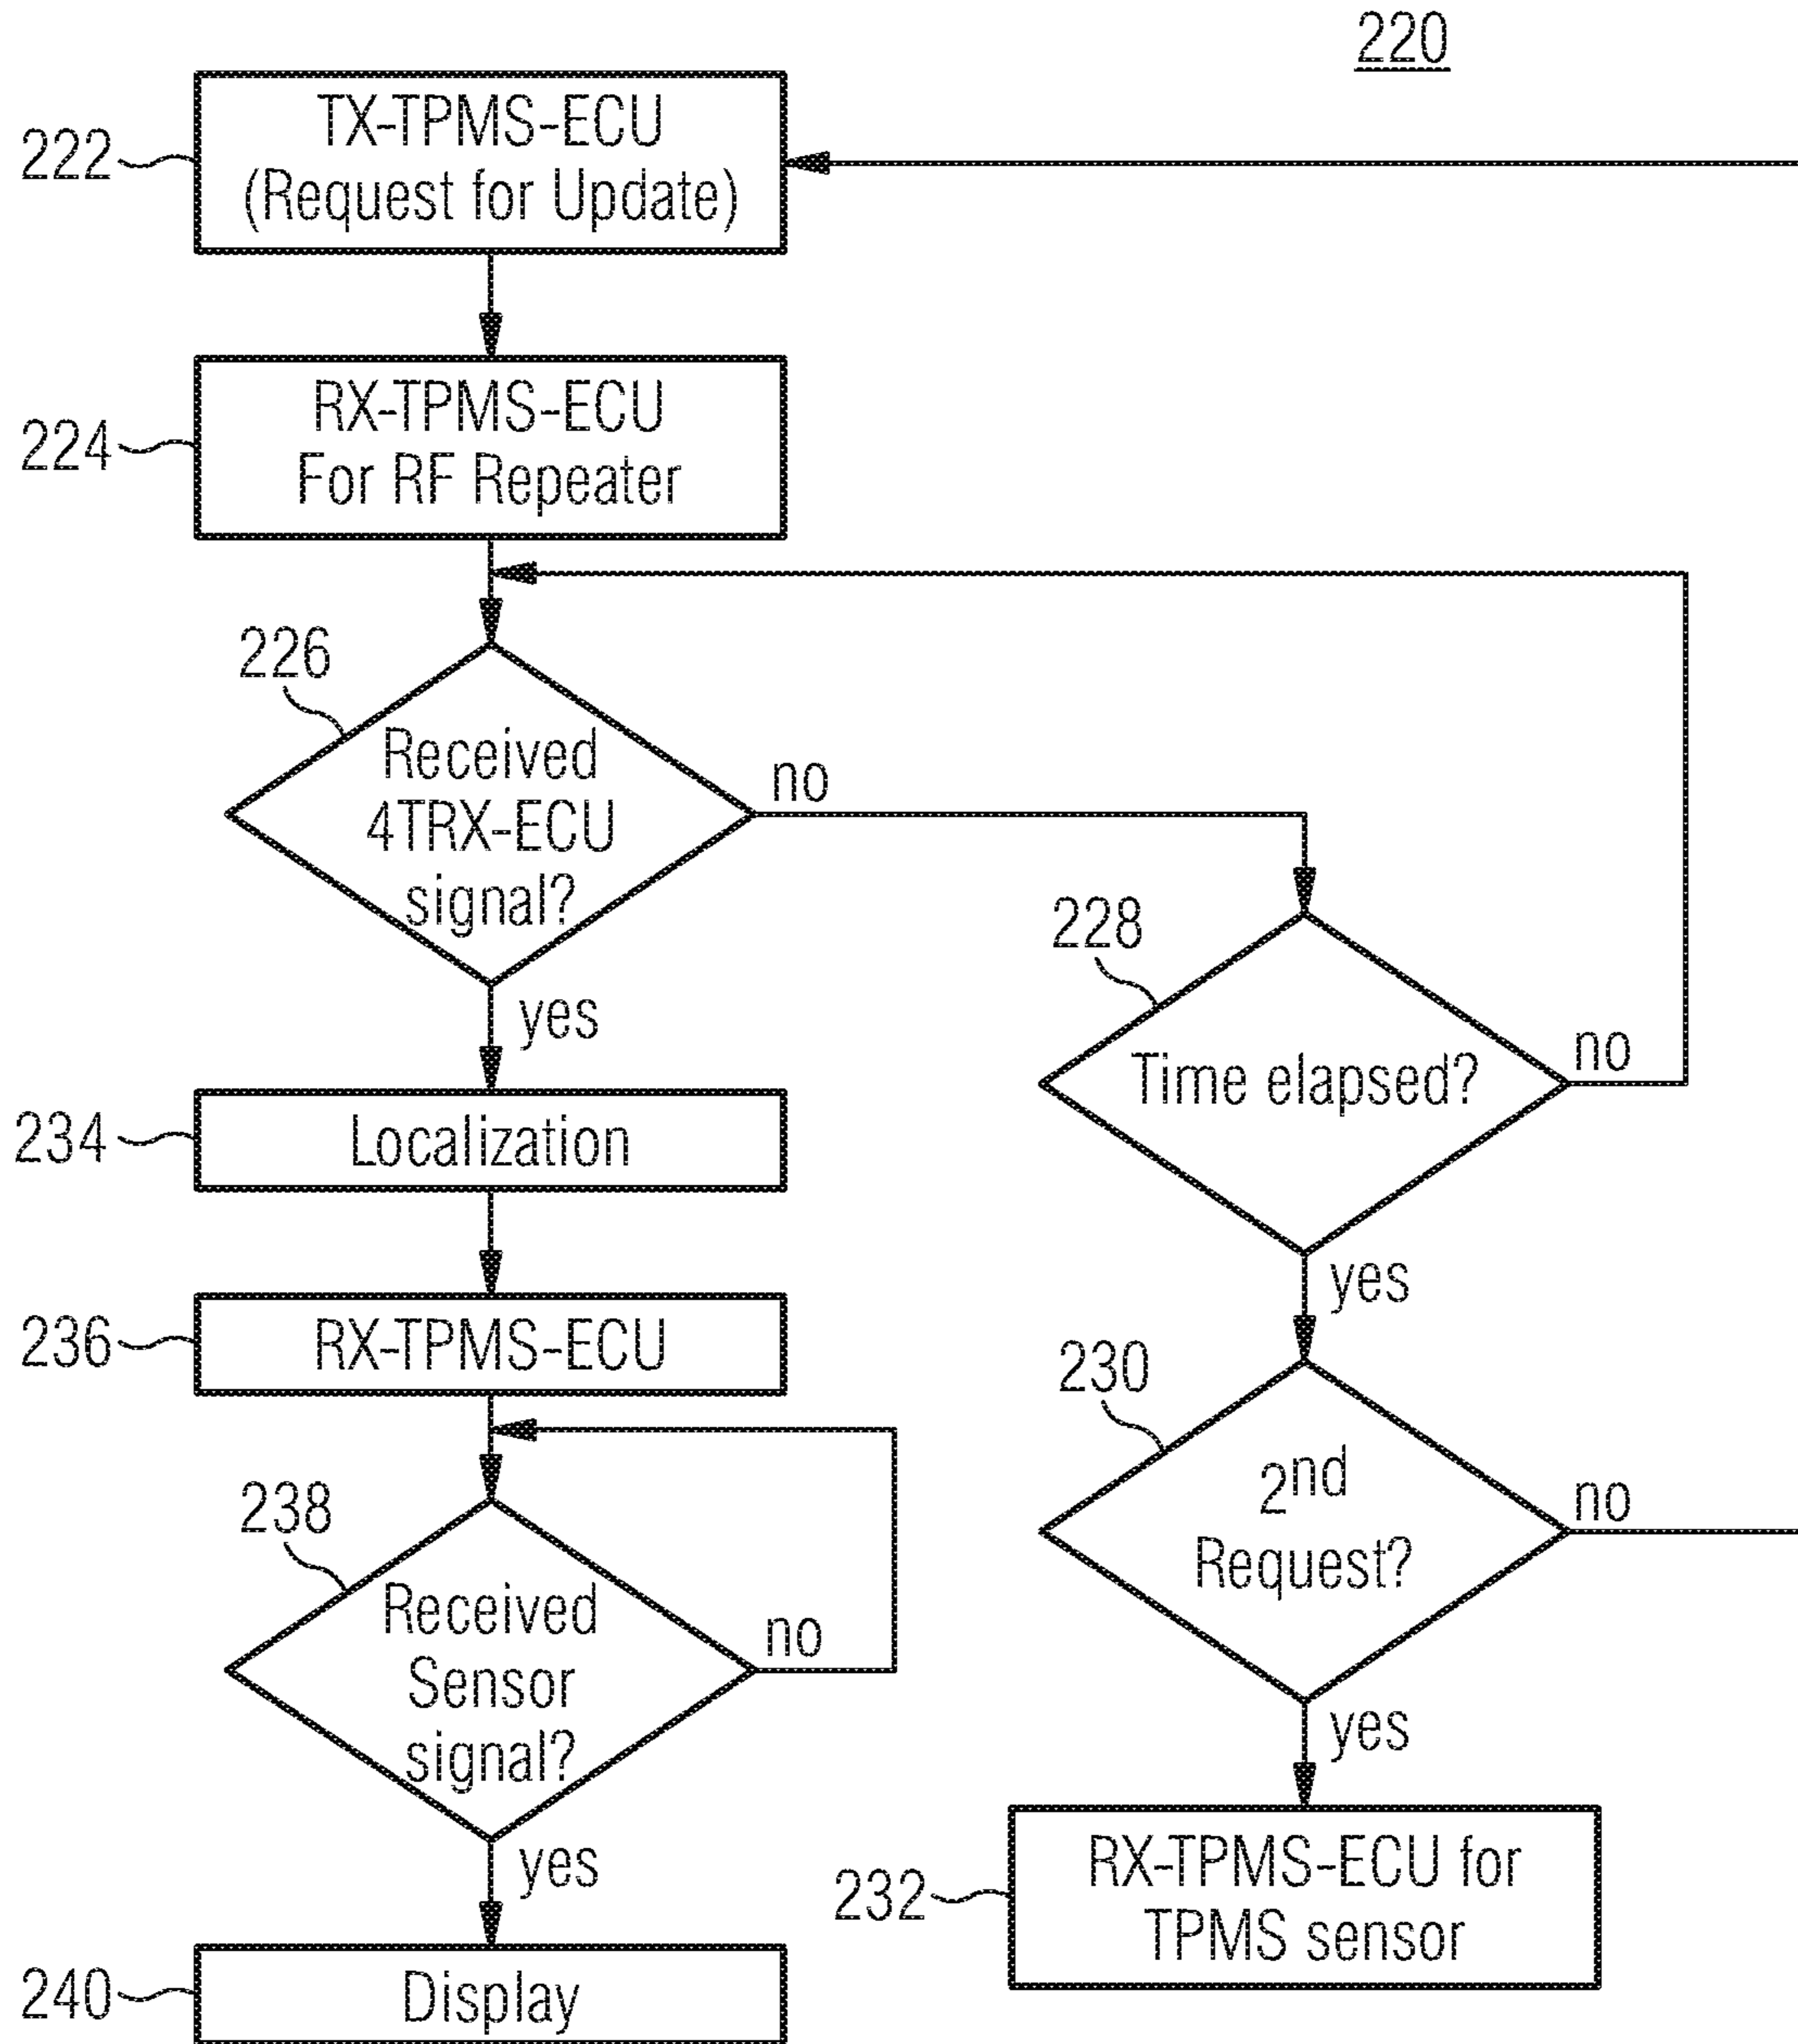 220
222
TX-TPMS-ECU
(Request for Update)
224
RX-TPMS-ECU
For RF Repeater
226
Received
4TRX-ECU
signal?
no
yes
228
Time elapsed?
no
yes
234
Localization
236
RX-TPMS-ECU
230
2nd
Request?
no
yes
238
Received
Sensor
signal?
no
yes
232
RX-TPMS-ECU for
TPMS sensor
240
Display